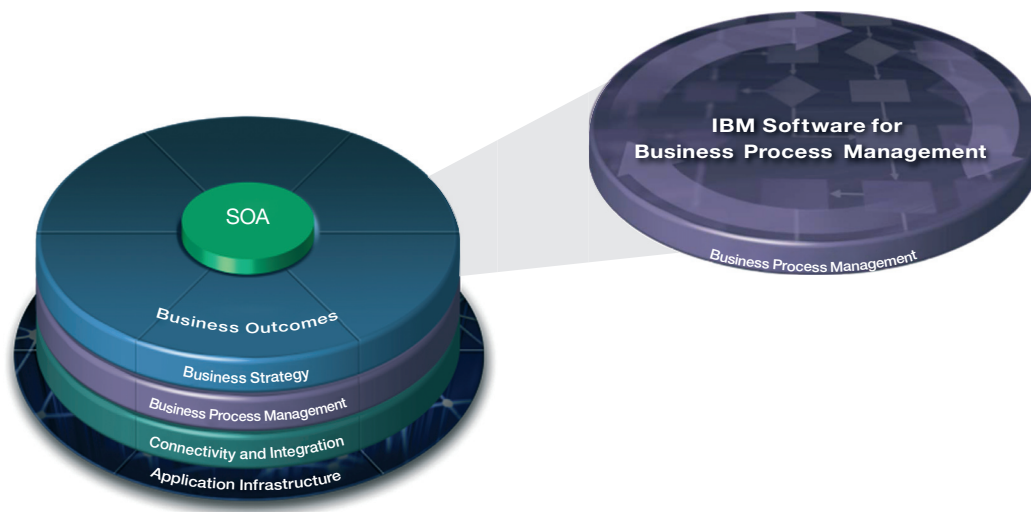 SOA
Business Outcomes
Business Strategy
Business Process Management
Connectivity and Integration
Application Infrastructure
IBM Software for
Business Process Management
Business Process Management